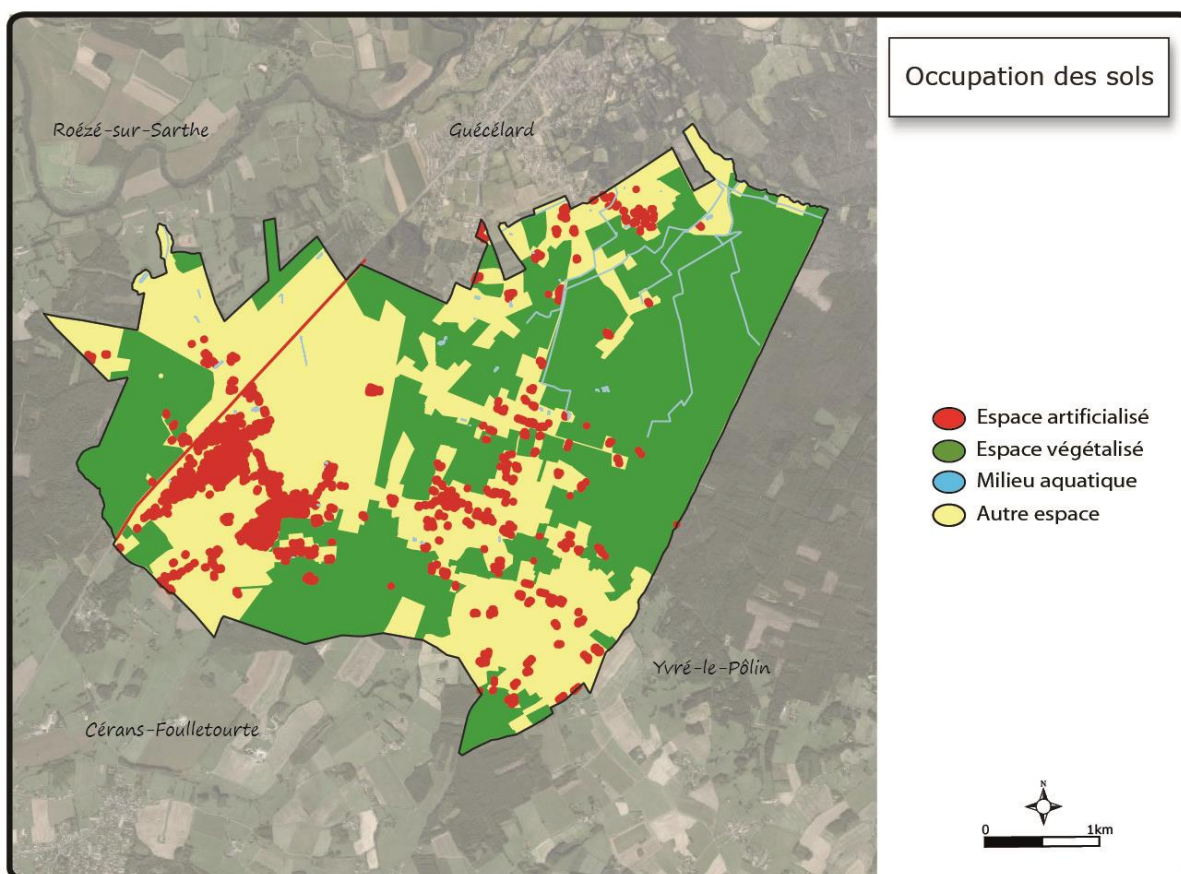 Occupation des sols
Roézé-sur-Sarthe
Guécélard
Espace artificialisé
Espace végétalisé
Milieu aquatique
Autre espace
Yvré-le-Pôlin
Cérans-Foulletourte
N
0 1km